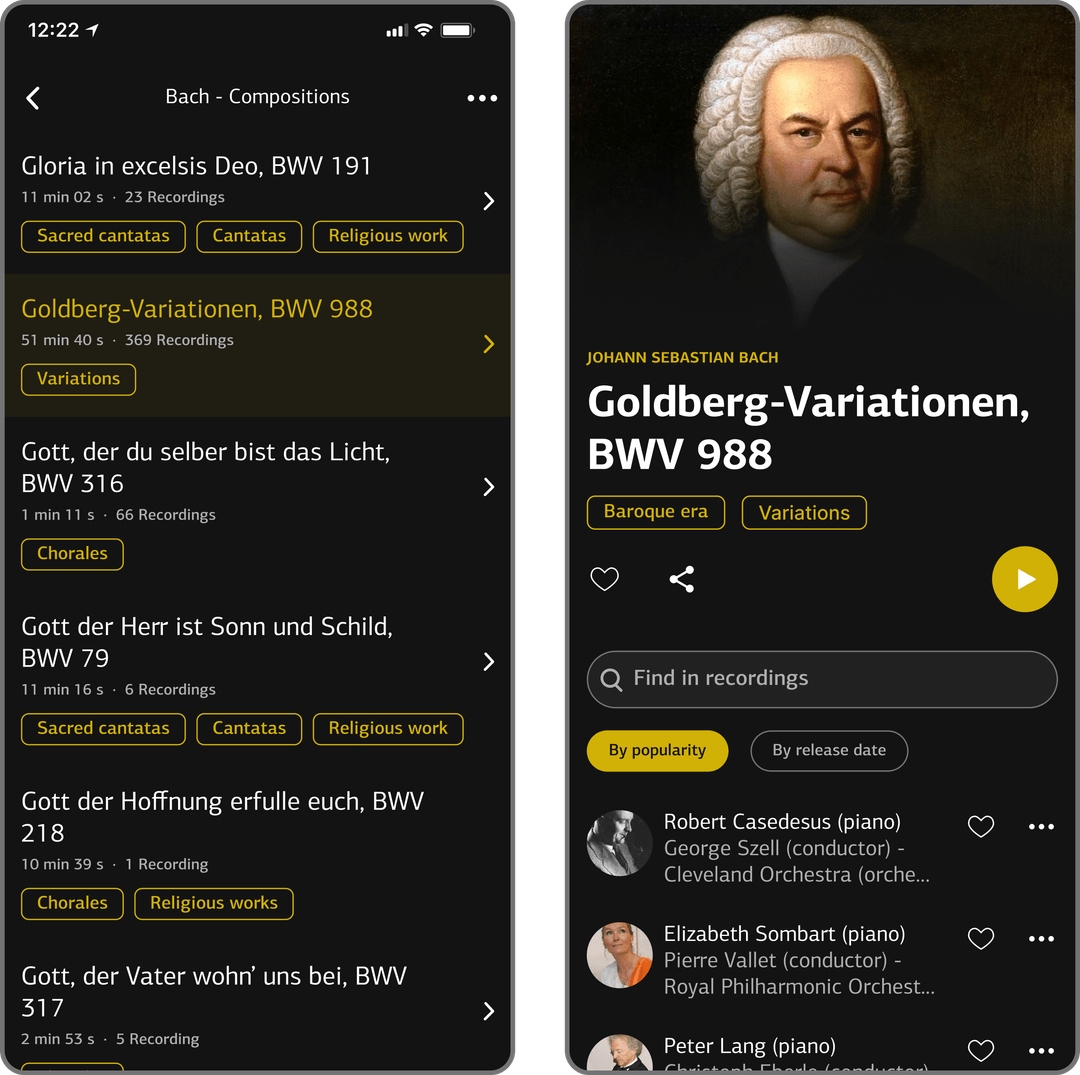 12:22
Bach - Compositions
Gloria in excelsis Deo, BWV 191
11 min 02 s · 23 Recordings
Sacred cantatas
Cantatas
Religious work
Goldberg-Variationen, BWV 988
51 min 40 s · 369 Recordings
Variations
Gott, der du selber bist das Licht,
BWV 316
1 min 11 s · 66 Recordings
Chorales
Gott der Herr ist Sonn und Schild,
BWV 79
11 min 16 s · 6 Recordings
Sacred cantatas
Cantatas
Religious work
Gott der Hoffnung erfulle euch, BWV
218
10 min 39 s · 1 Recording
Chorales
Religious works
Gott, der Vater wohn’ uns bei, BWV
317
2 min 53 s · 5 Recording
JOHANN SEBASTIAN BACH
Goldberg-Variationen,
BWV 988
Baroque era
Variations
Find in recordings
By popularity
By release date
Robert Casedesus (piano)
George Szell (conductor) -
Cleveland Orchestra (orche...
Elizabeth Sombart (piano)
Pierre Vallet (conductor) -
Royal Philharmonic Orchest...
Peter Lang (piano)
Christoph Eberle (conductor)